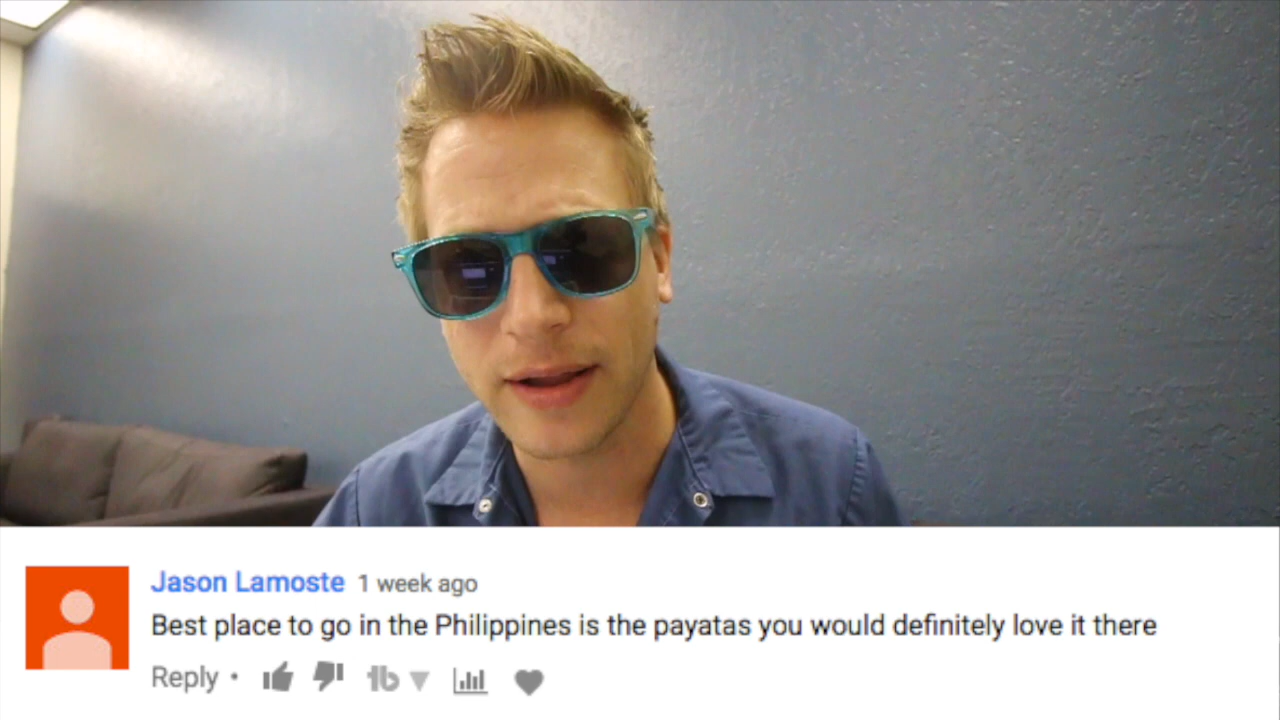 Jason Lamoste 1 week ago
Best place to go in the Philippines is the payatas you would definitely love it there
Reply •